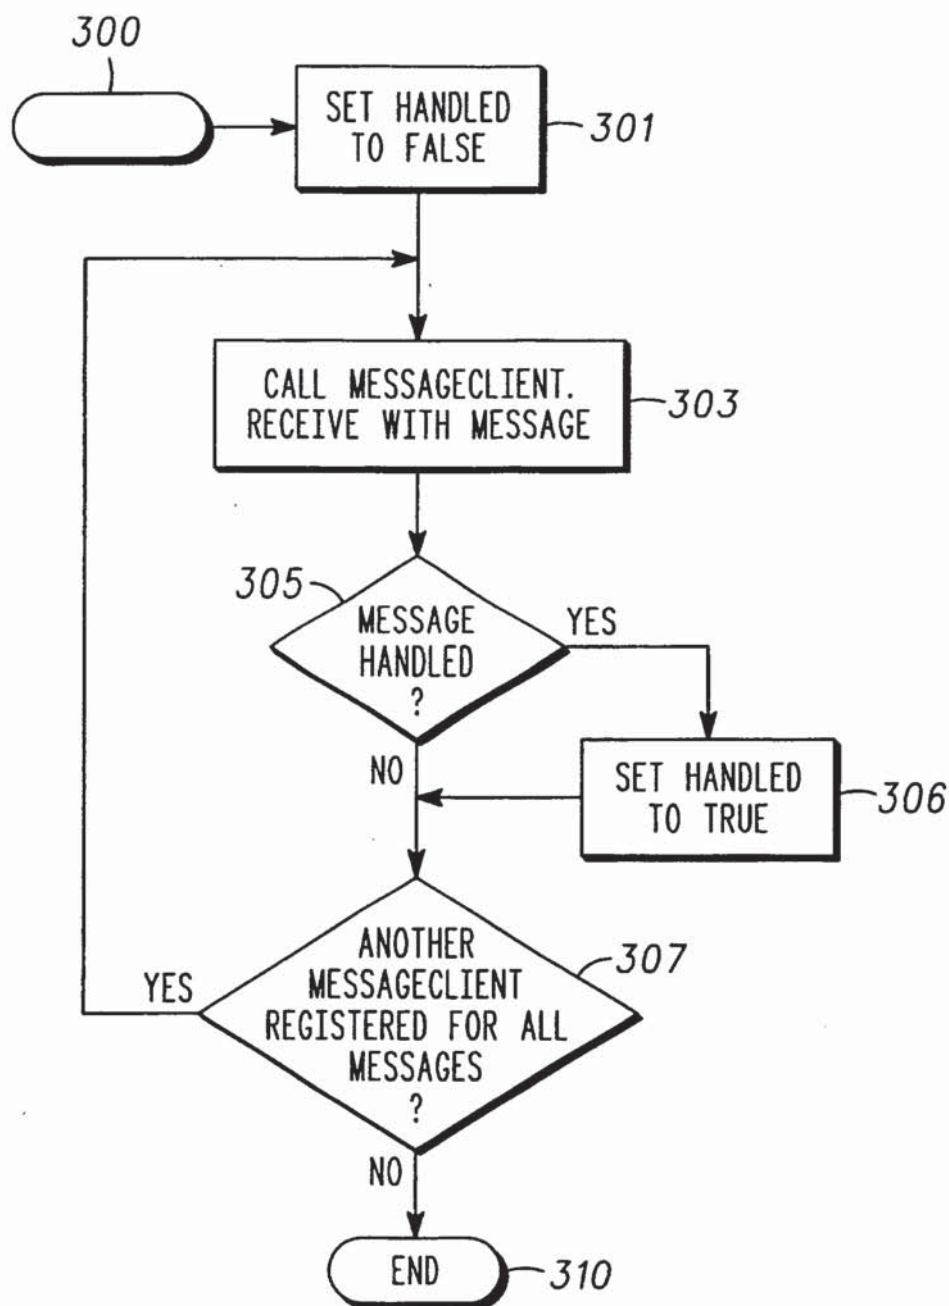 300
SET HANDLED
TO FALSE
301
CALL MESSAGECLIENT.
RECEIVE WITH MESSAGE
303
305
MESSAGE
HANDLED
?
YES
NO
SET HANDLED
TO TRUE
306
ANOTHER
MESSAGECLIENT
REGISTERED FOR ALL
MESSAGES
?
307
YES
NO
END
310